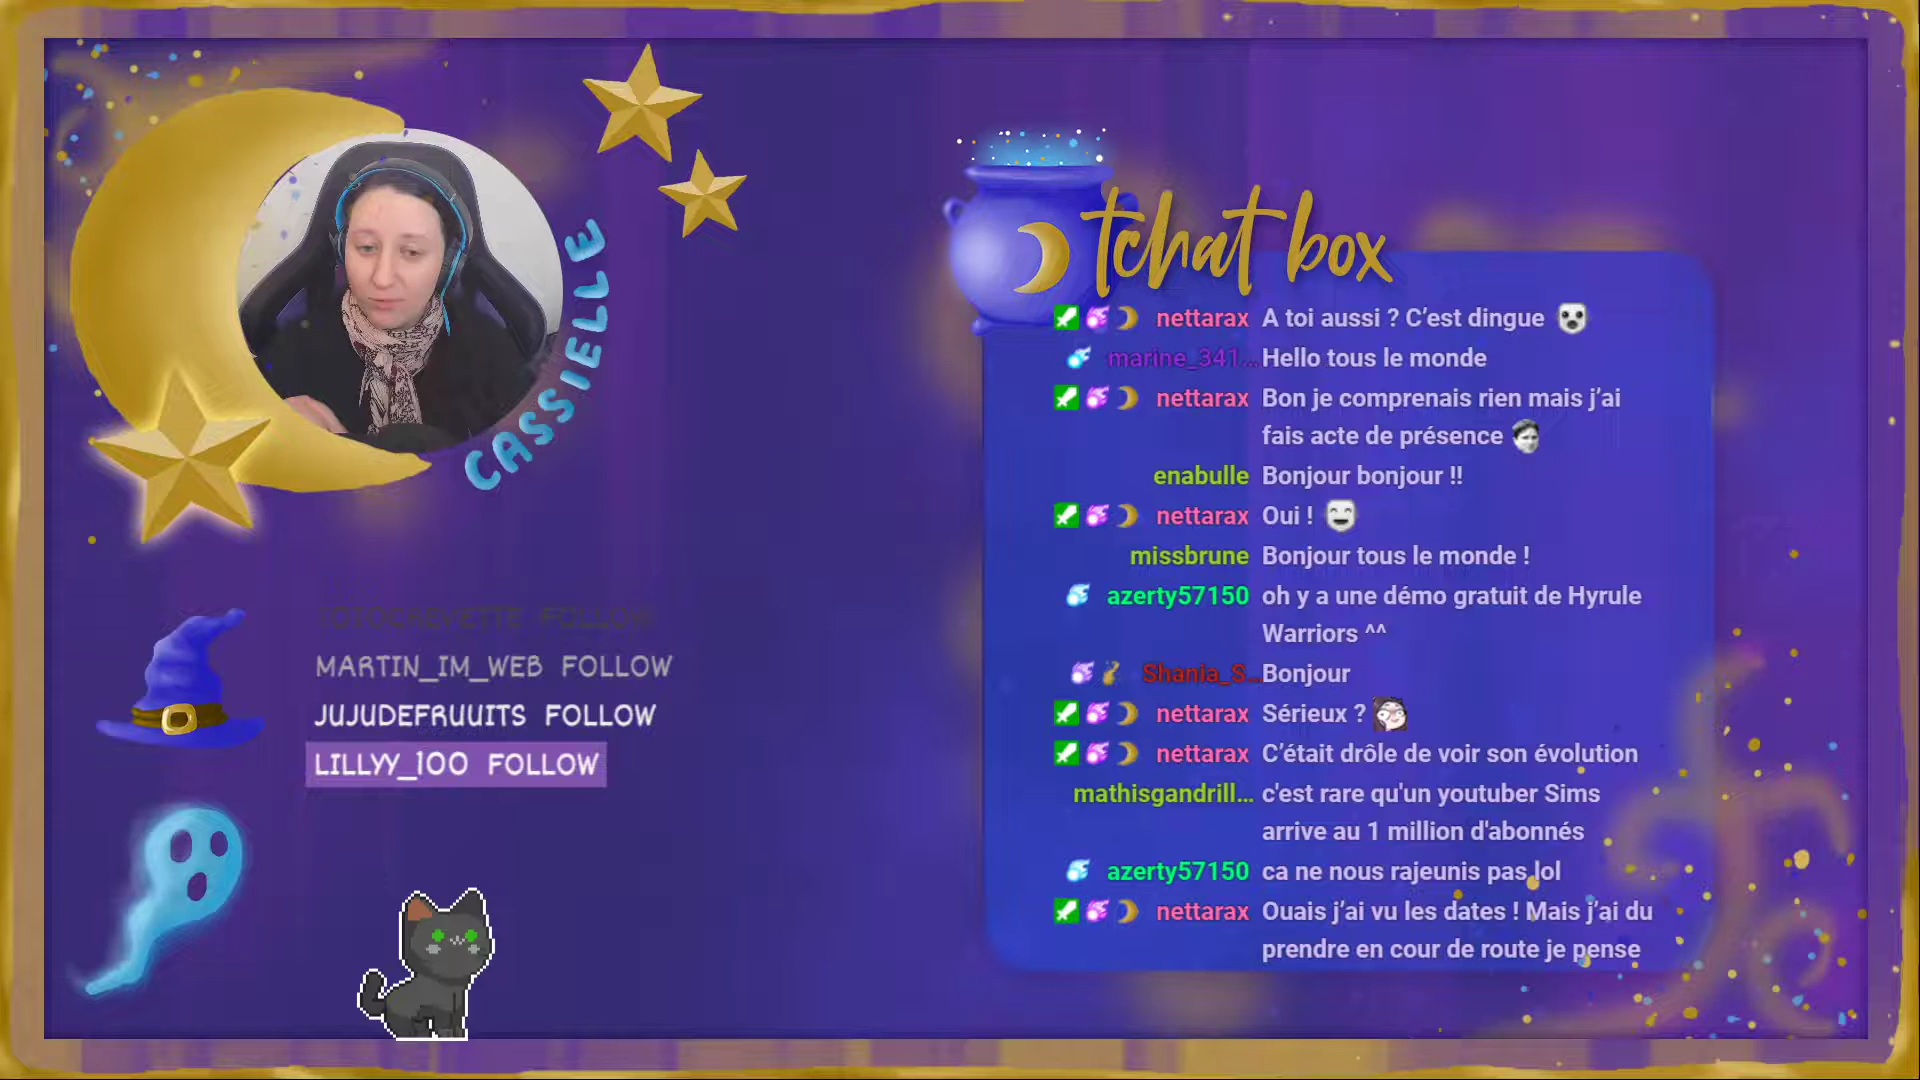 CASSIELLE
FOLLOW
MARTIN_IM_WEB FOLLOW
JUJUDEFRUUITS FOLLOW
LILLYY_100 FOLLOW
tchat box
nettarax A toi aussi ? C’est dingue
marine_341... Hello tous le monde
nettarax Bon je comprenais rien mais j’ai
fais acte de présence
enabulle Bonjour bonjour !!
nettarax Oui !
missbrune Bonjour tous le monde !
azerty57150 oh y a une démo gratuit de Hyrule
Warriors ^^
Shania_S... Bonjour
nettarax Sérieux ?
nettarax C’était drôle de voir son évolution
mathisgandrill... c'est rare qu'un youtuber Sims
arrive au 1 million d'abonnés
azerty57150 ca ne nous rajeunis pas lol
nettarax Ouais j’ai vu les dates ! Mais j’ai du
prendre en cour de route je pense